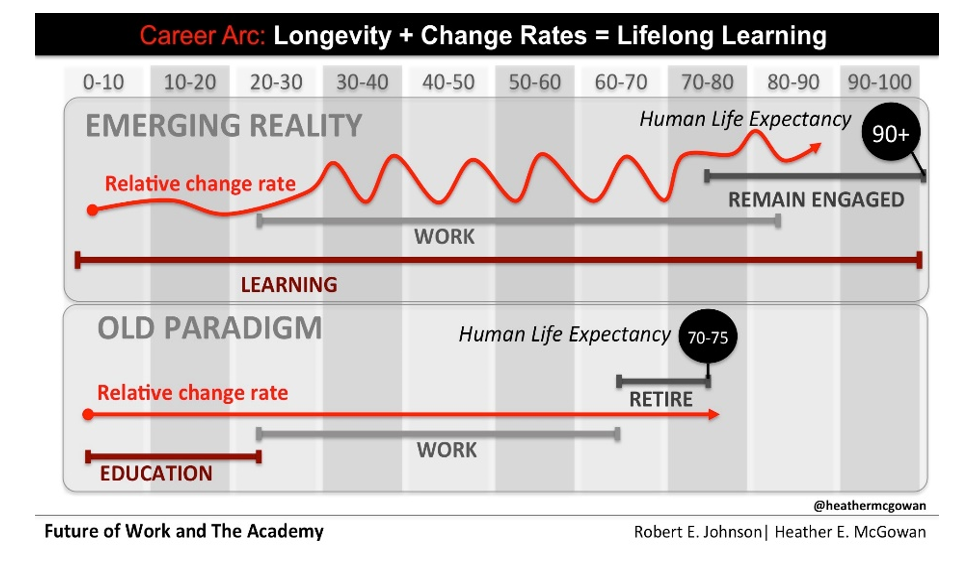 Career Arc: Longevity + Change Rates = Lifelong Learning
0-10 10-20 20-30 30-40 40-50 50-60 60-70 70-80 80-90 90-100
EMERGING REALITY
Human Life Expectancy
90+
Relative change rate
REMAIN ENGAGED
WORK
LEARNING
OLD PARADIGM
Human Life Expectancy
70-75
Relative change rate
RETIRE
WORK
EDUCATION
@heathermcgowan
Future of Work and The Academy
Robert E. Johnson| Heather E. McGowan